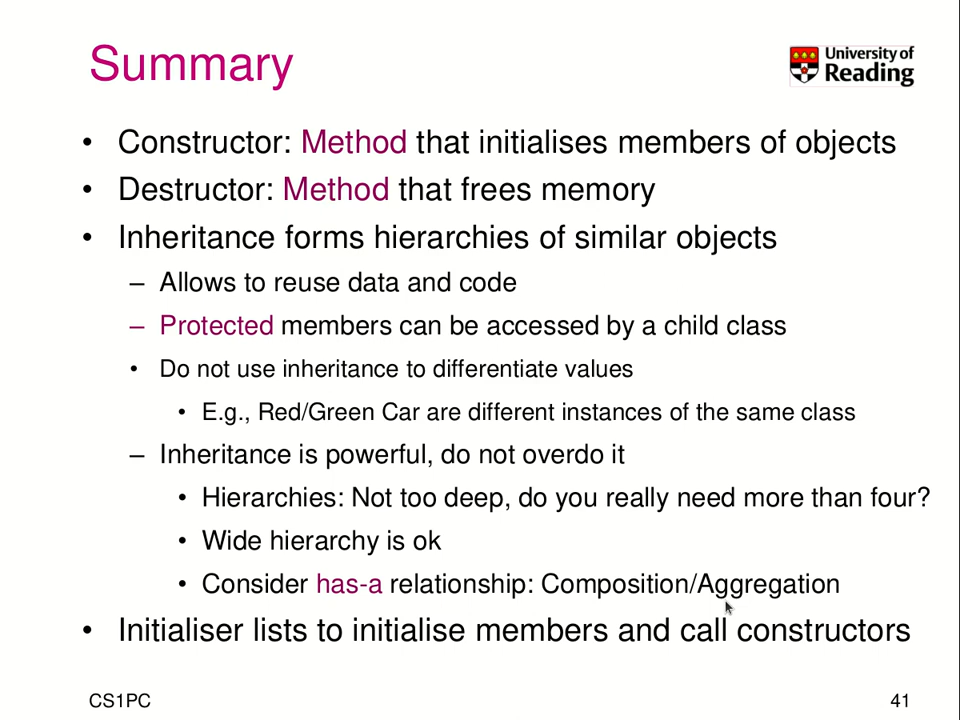 Summary
University of
Reading
• Constructor: Method that initialises members of objects
• Destructor: Method that frees memory
• Inheritance forms hierarchies of similar objects
– Allows to reuse data and code
– Protected members can be accessed by a child class
• Do not use inheritance to differentiate values
• E.g., Red/Green Car are different instances of the same class
– Inheritance is powerful, do not overdo it
• Hierarchies: Not too deep, do you really need more than four?
• Wide hierarchy is ok
• Consider has-a relationship: Composition/Aggregation
• Initialiser lists to initialise members and call constructors
CS1PC
41